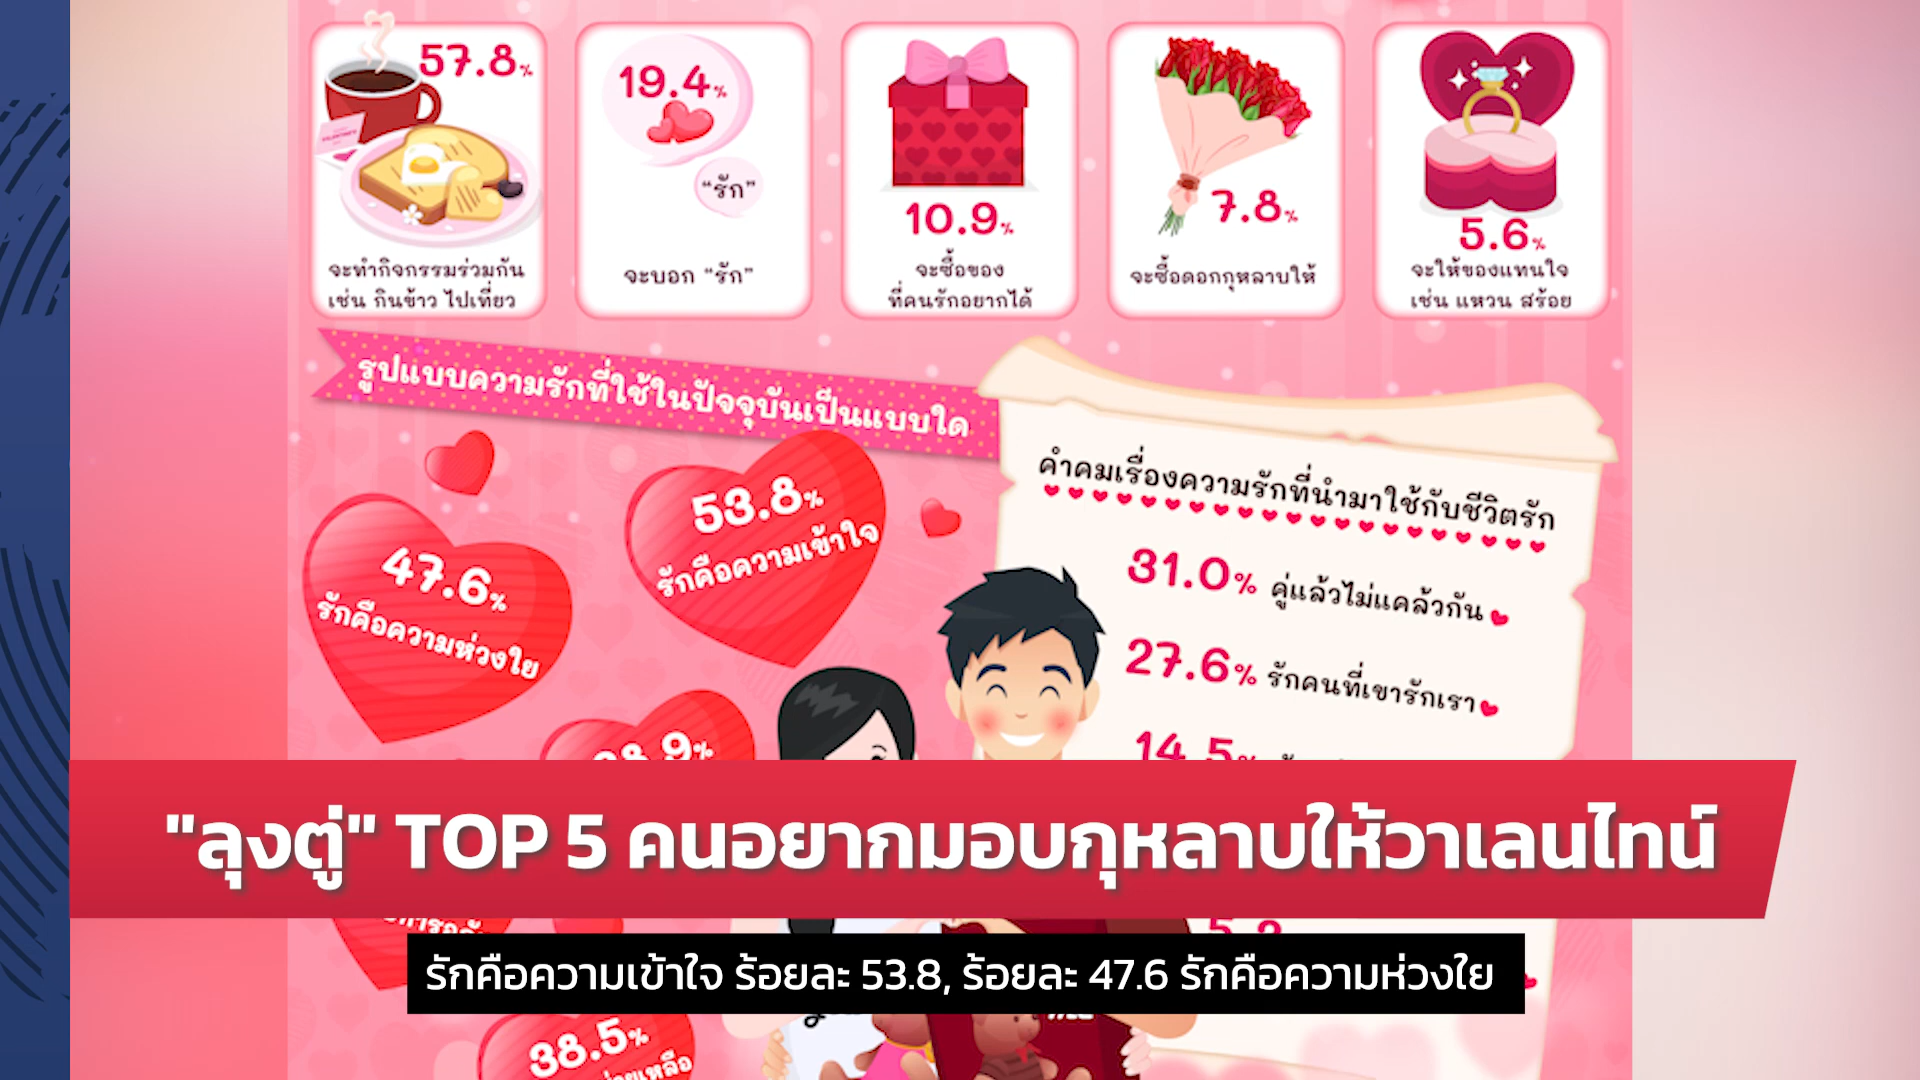 57.8%
จะทำกิจกรรมร่วมกัน
เช่น กินข้าว ไปเที่ยว
19.4%
“รัก”
จะบอก “รัก”
10.9%
จะซื้อของ
ที่คนรักอยากได้
7.8%
จะซื้อดอกกุหลาบให้
5.6%
จะให้ของแทนใจ
เช่น แหวน สร้อย
รูปแบบความรักที่ใช้ในปัจจุบันเป็นแบบใด
53.8%
รักคือความเข้าใจ
47.6%
รักคือความห่วงใย
38.5%
คำคมเรื่องความรักที่นำมาใช้กับชีวิตรัก
31.0% คู่แล้วไม่แคล้วกัน
27.6% รักคนที่เขารักเรา
14.5%
"ลุงตู่" TOP 5 คนอยากมอบกุหลาบให้วาเลนไทน์
รักคือความเข้าใจ ร้อยละ 53.8, ร้อยละ 47.6 รักคือความห่วงใย